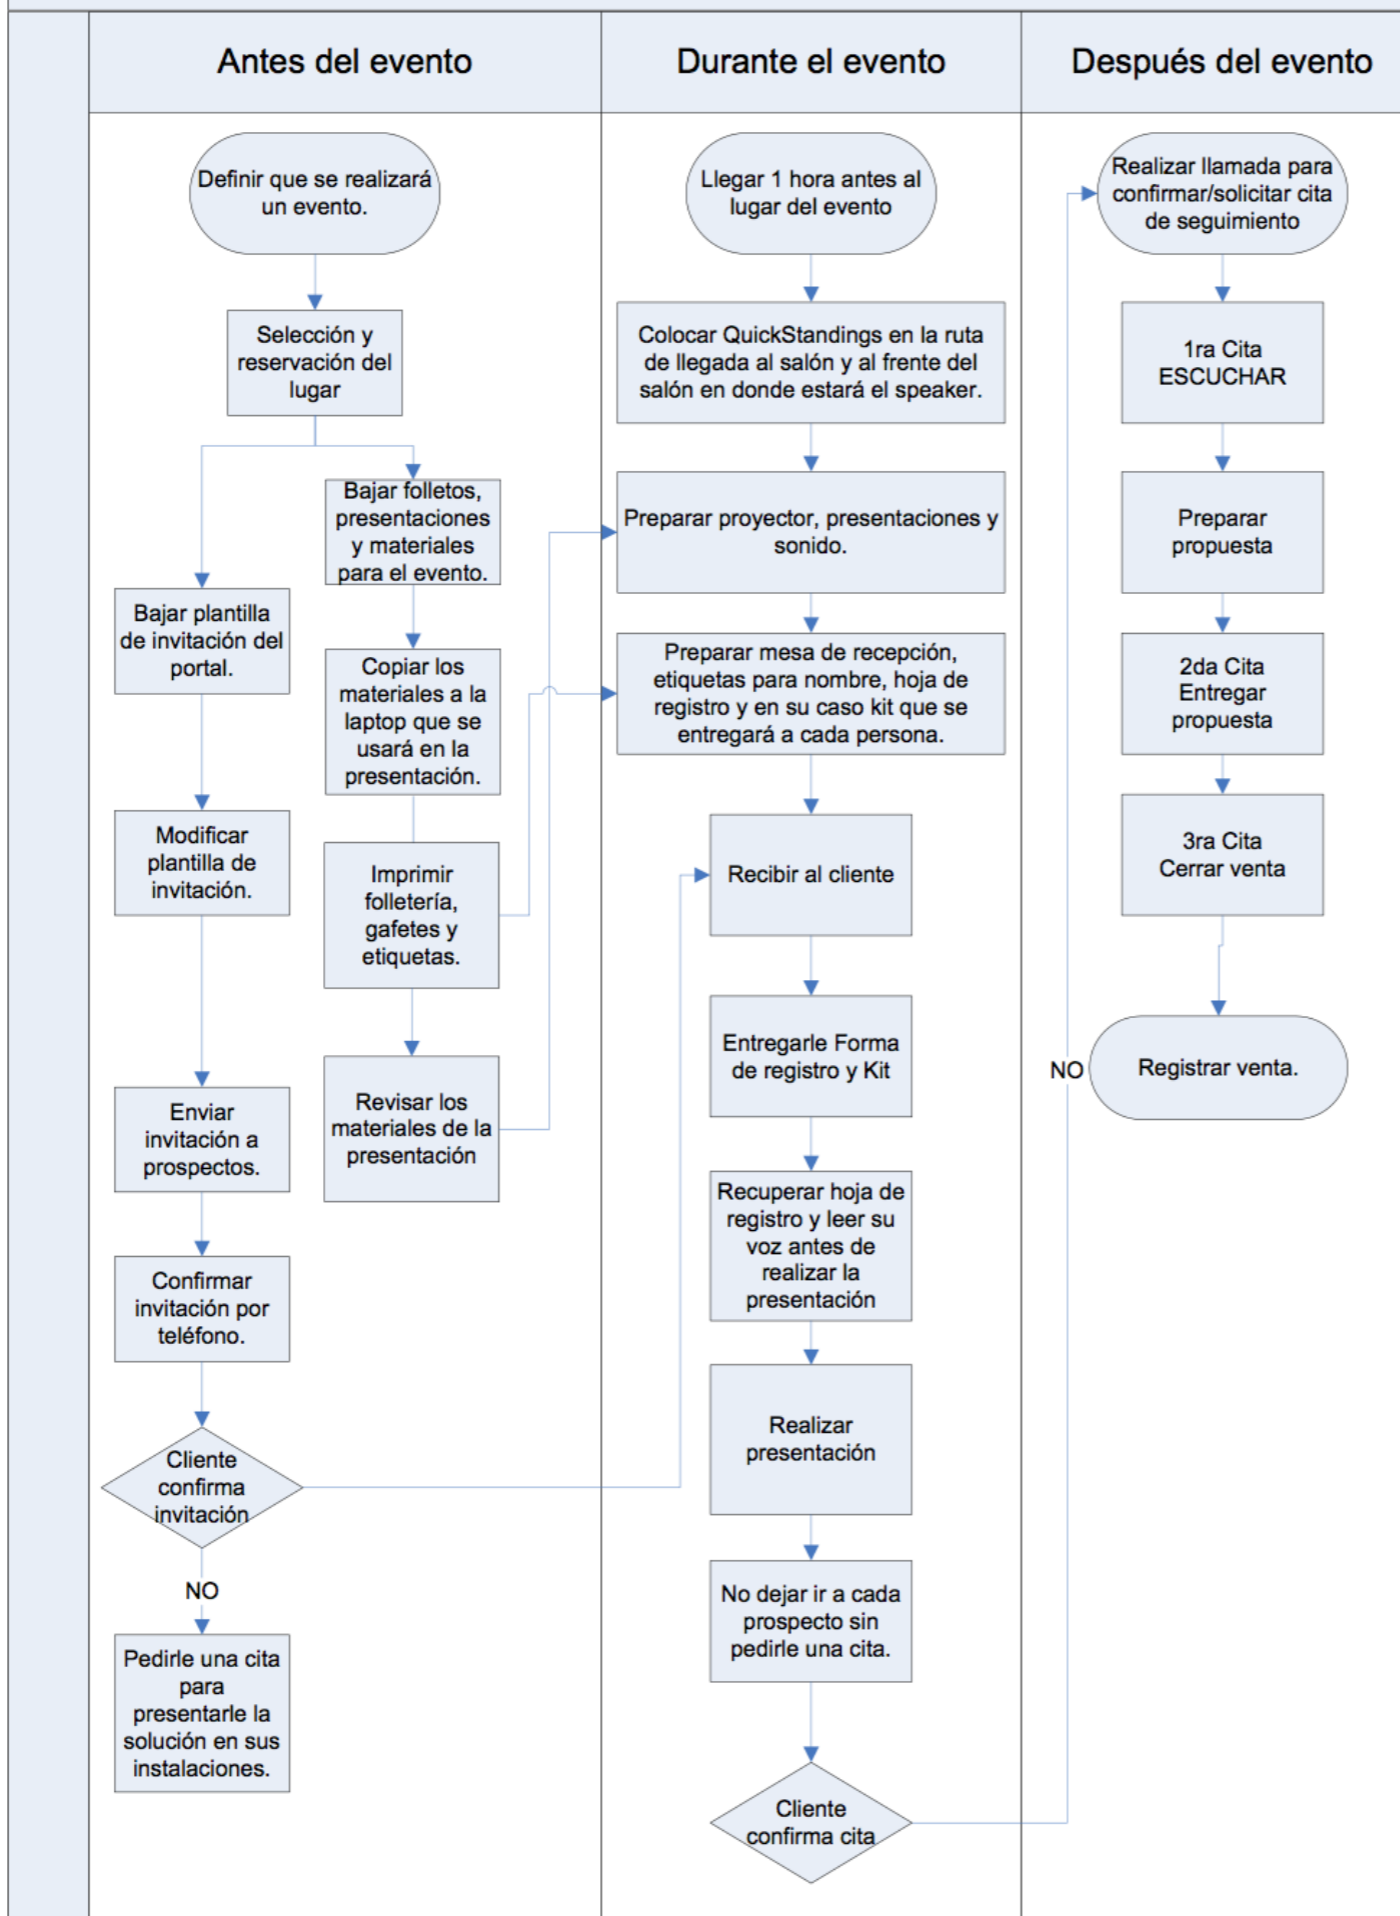 Antes del evento
Durante el evento
Después del evento
Definir que se realizará
un evento.
Selección y
reservación del
lugar
Bajar folletos,
presentaciones
y materiales
para el evento.
Bajar plantilla
de invitación del
portal.
Copiar los
materiales a la
laptop que se
usará en la
presentación.
Modificar
plantilla de
invitación.
Imprimir
folletería,
gafetes y
etiquetas.
Enviar
invitación a
prospectos.
Revisar los
materiales de la
presentación
Confirmar
invitación por
teléfono.
Cliente
confirma
invitación
NO
Pedirle una cita
para
presentarle la
solución en sus
instalaciones.
Llegar 1 hora antes al
lugar del evento
Colocar QuickStandings en la ruta
de llegada al salón y al frente del
salón en donde estará el speaker.
Preparar proyector, presentaciones y
sonido.
Preparar mesa de recepción,
etiquetas para nombre, hoja de
registro y en su caso kit que se
entregará a cada persona.
Recibir al cliente
Entregarle Forma
de registro y Kit
Recuperar hoja de
registro y leer su
voz antes de
realizar la
presentación
Realizar
presentación
No dejar ir a cada
prospecto sin
pedirle una cita.
Cliente
confirma cita
NO
Realizar llamada para
confirmar/solicitar cita
de seguimiento
1ra Cita
ESCUCHAR
Preparar
propuesta
2da Cita
Entregar
propuesta
3ra Cita
Cerrar venta
Registrar venta.